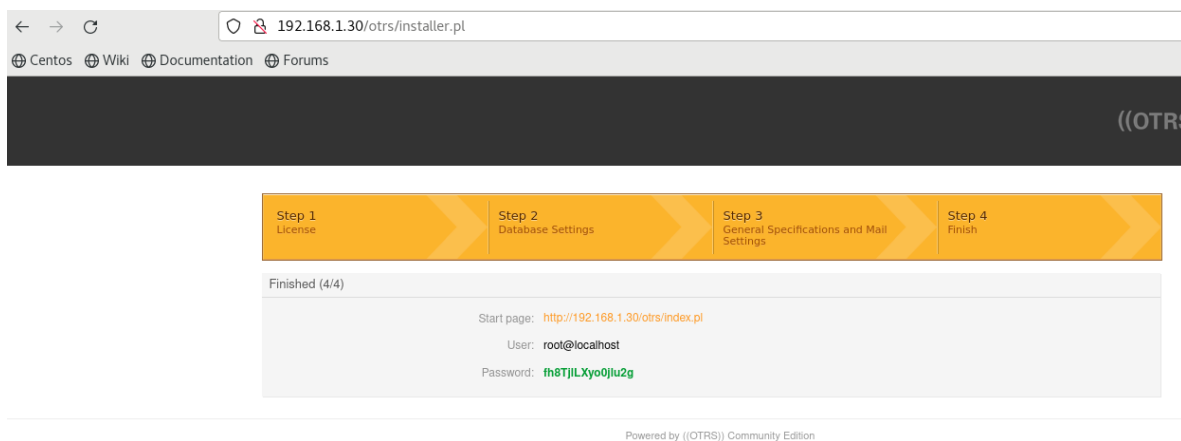 192.168.1.30/otrs/installer.pl
Centos Wiki Documentation Forums
((OTRS
Step 1
License
Step 2
Database Settings
Step 3
General Specifications and Mail
Settings
Step 4
Finish
Finished (4/4)
Start page: http://192.168.1.30/otrs/index.pl
User: root@localhost
Password:
Powered by ((OTRS)) Community Edition